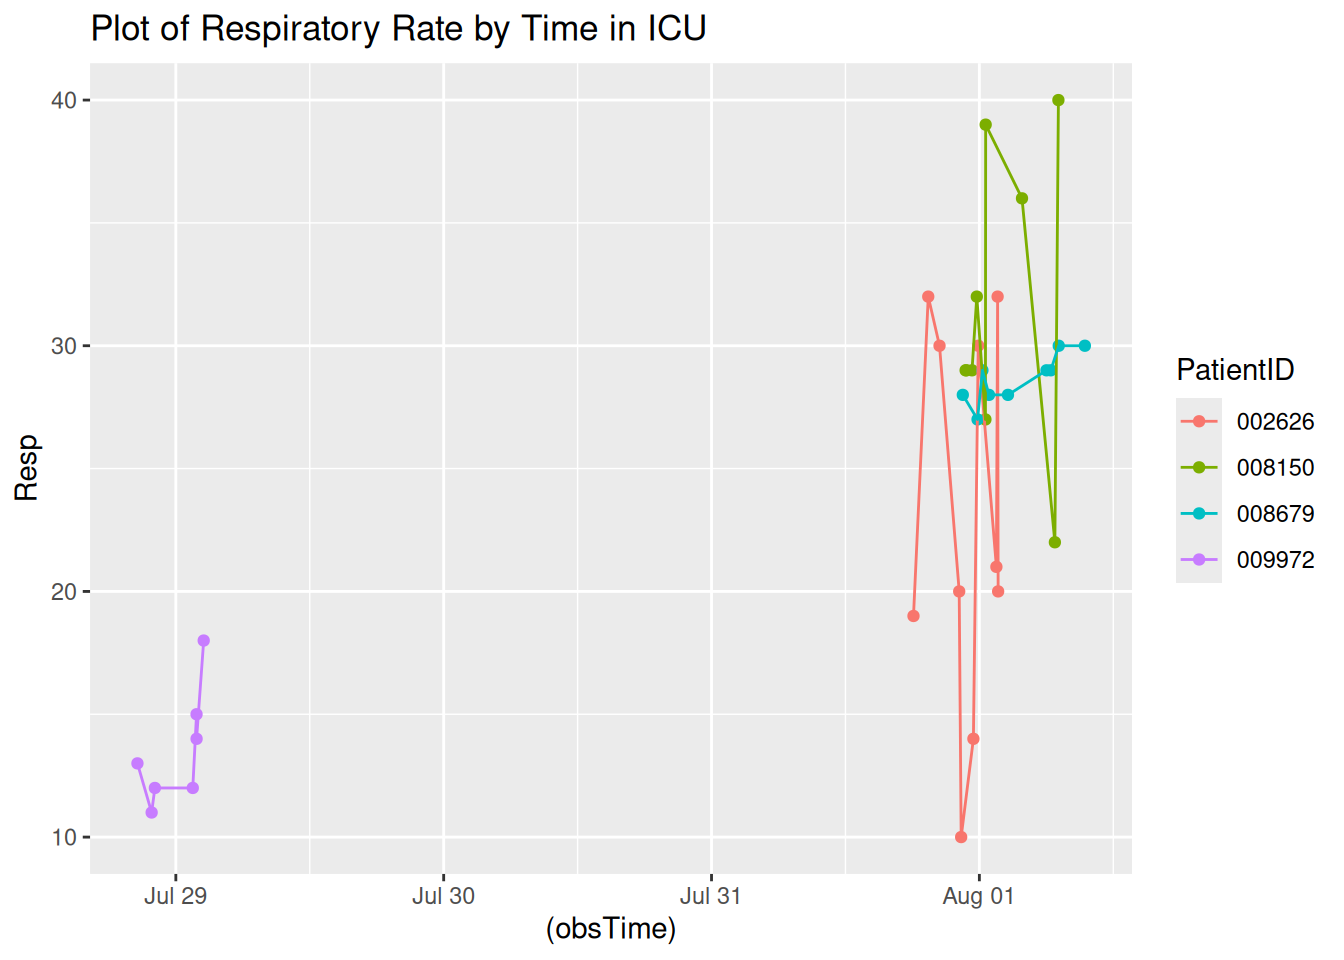 Plot of Respiratory Rate by Time in ICU
40
30
20
10
Resp
Jul 29 Jul 30 Jul 31 Aug 01
(obsTime)
PatientID
002626
008150
008679
009972